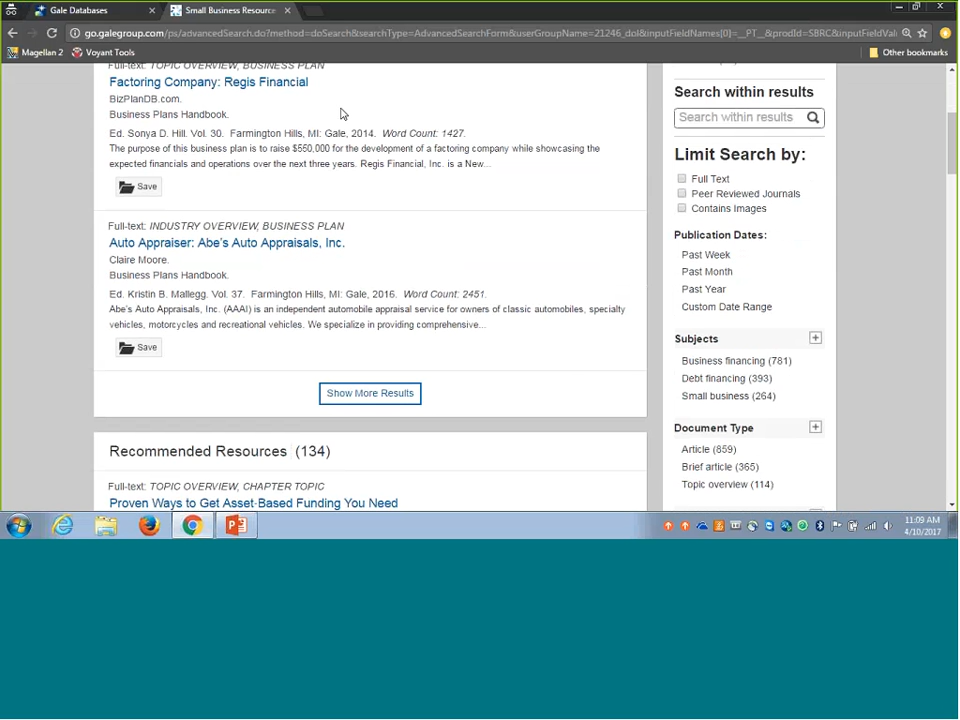 Gale Databases
Small Business Resource
go.galegroup.com/ps/advancedSearch.do?method=doSearch&searchType=AdvancedSearchForm&userGroupName=21246_dol&inputFieldNames[0]=__PT__&prodId=SBRC&inputFieldVal
Magellan 2
Voyant Tools
Other bookmarks
Full-text: TOPIC OVERVIEW, BUSINESS PLAN
Factoring Company: Regis Financial
BizPlanDB.com.
Business Plans Handbook.
Ed. Sonya D. Hill. Vol. 30. Farmington Hills, MI: Gale, 2014. Word Count: 1427.
The purpose of this business plan is to raise $550,000 for the development of a factoring company while showcasing the
expected financials and operations over the next three years. Regis Financial, Inc. is a New...
Save
Full-text: INDUSTRY OVERVIEW, BUSINESS PLAN
Auto Appraiser: Abe's Auto Appraisals, Inc.
Claire Moore.
Business Plans Handbook.
Ed. Kristin B. Mallegg. Vol. 37. Farmington Hills, MI: Gale, 2016. Word Count: 2451.
Abe's Auto Appraisals, Inc. (AAAI) is an independent automobile appraisal service for owners of classic automobiles, specialty
vehicles, motorcycles and recreational vehicles. We specialize in providing comprehensive...
Save
Show More Results
Recommended Resources (134)
Full-text: TOPIC OVERVIEW, CHAPTER TOPIC
Proven Ways to Get Asset-Based Funding You Need
Search within results
Search within results
Limit Search by:
Full Text
Peer Reviewed Journals
Contains Images
Publication Dates:
Past Week
Past Month
Past Year
Custom Date Range
Subjects
Business financing (781)
Debt financing (393)
Small business (264)
Document Type
Article (859)
Brief article (365)
Topic overview (114)
11:09 AM
4/10/2017